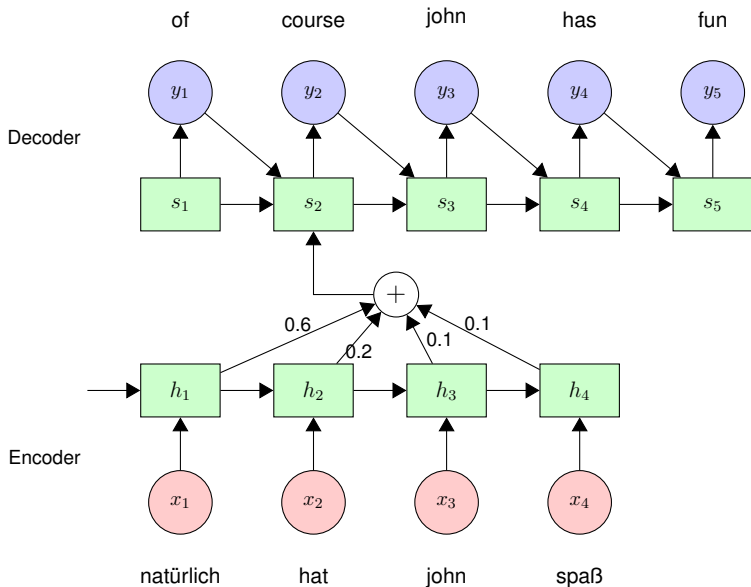 of course john has fun
y₁ y₂ y₃ y₄ y₅
Decoder
s₁ s₂ s₃ s₄ s₅
+
0.6 0.2 0.1 0.1
h₁ h₂ h₃ h₄
Encoder
x₁ x₂ x₃ x₄
natürlich hat john spaß